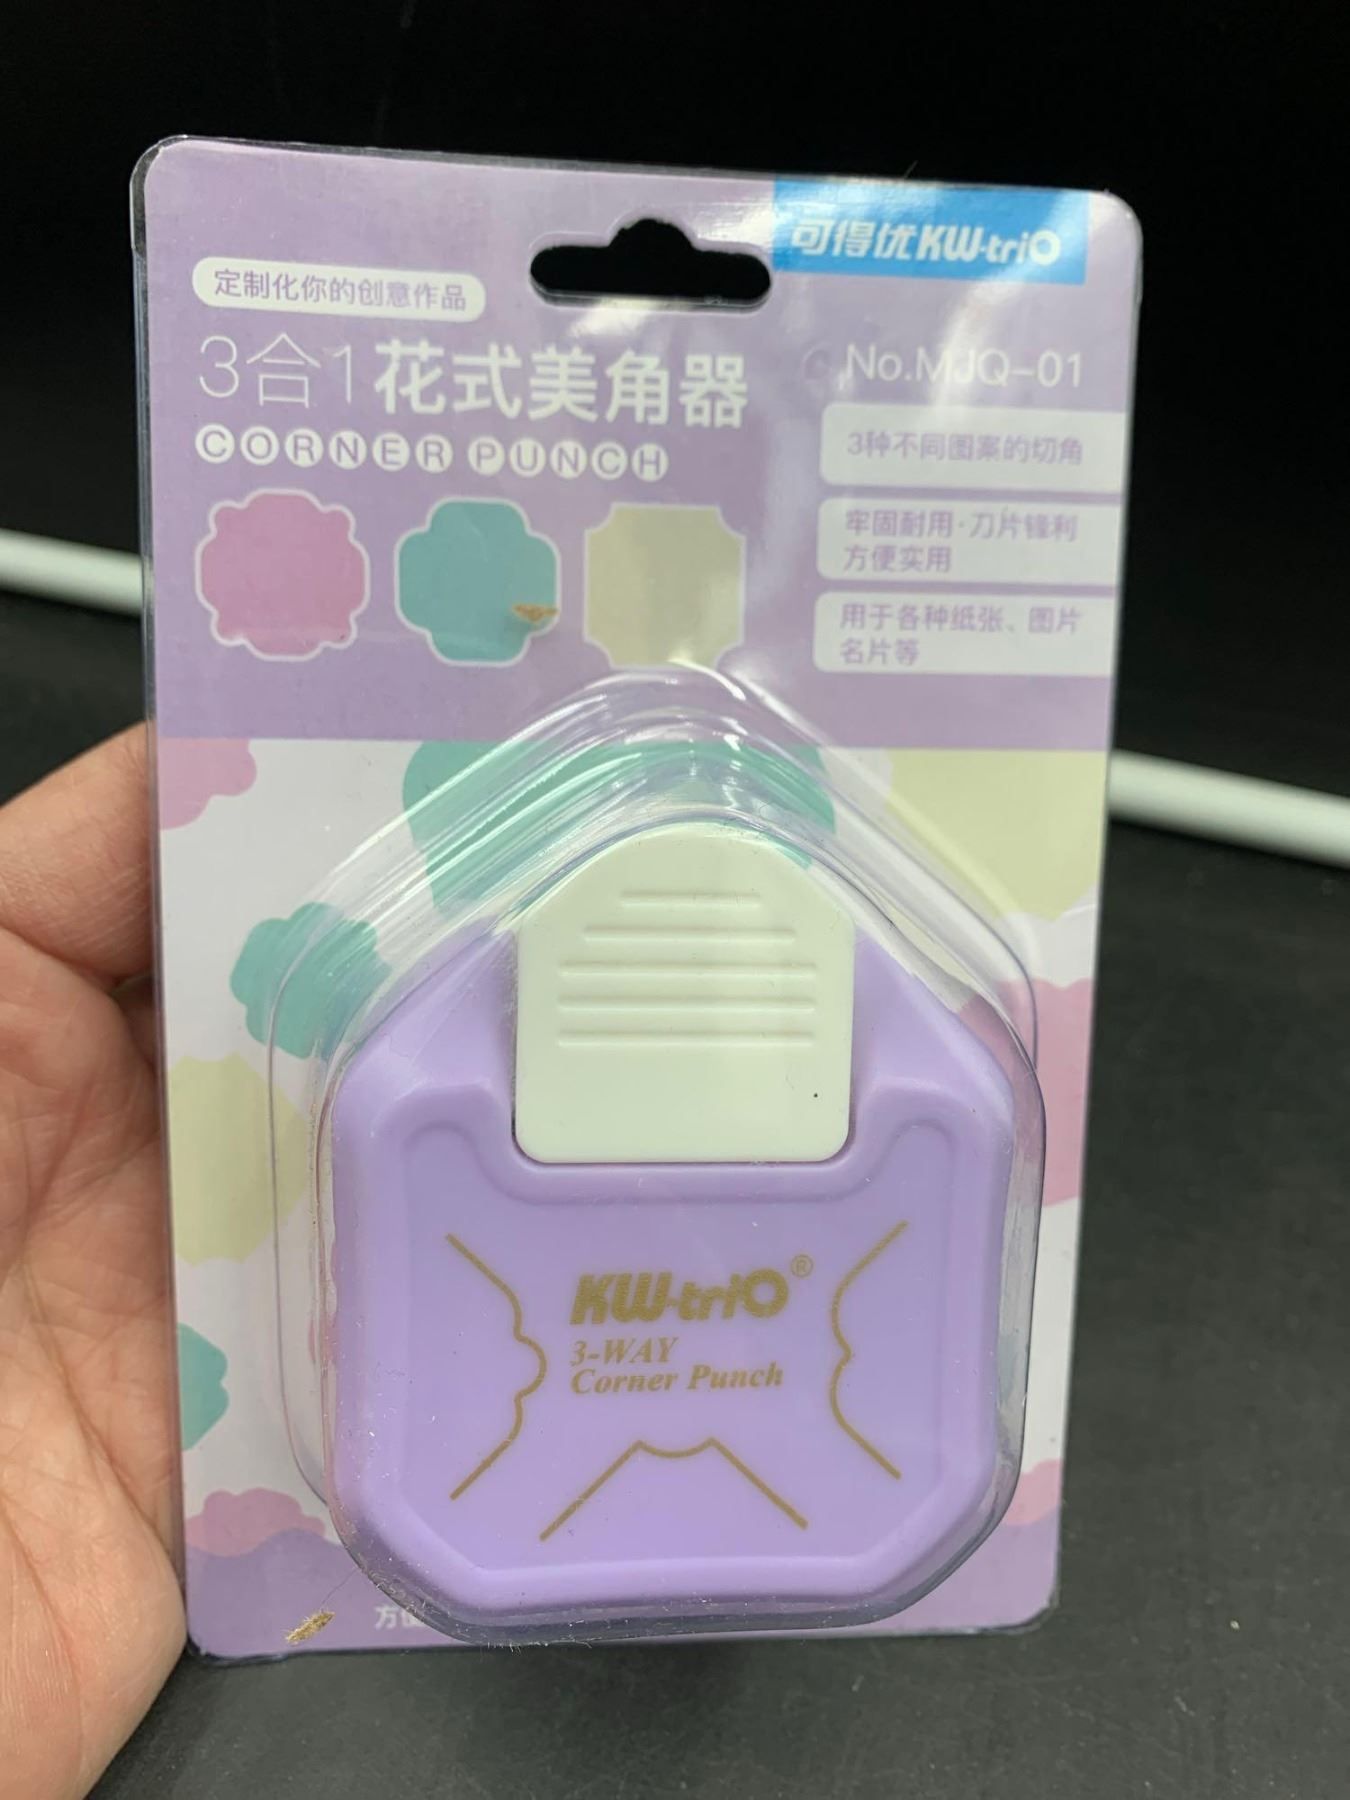 可得优KW-triO
定制化你的创意作品
3合1花式美角器
CORNER PUNCH
No.MJQ-01
3种不同图案的切角
牢固耐用·刀片锋利
方便实用
用于各种纸张、图片
名片等
KW-triO®
3-WAY
Corner Punch
方便